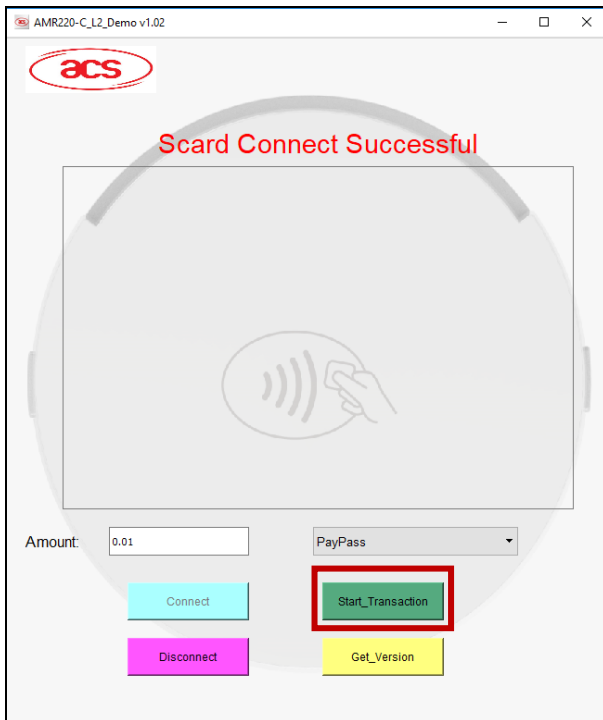 AMR220-C_L2_Demo v1.02
acs
Scard Connect Successful
Amount:
0.01
PayPass
Connect
Start_Transaction
Disconnect
Get_Version